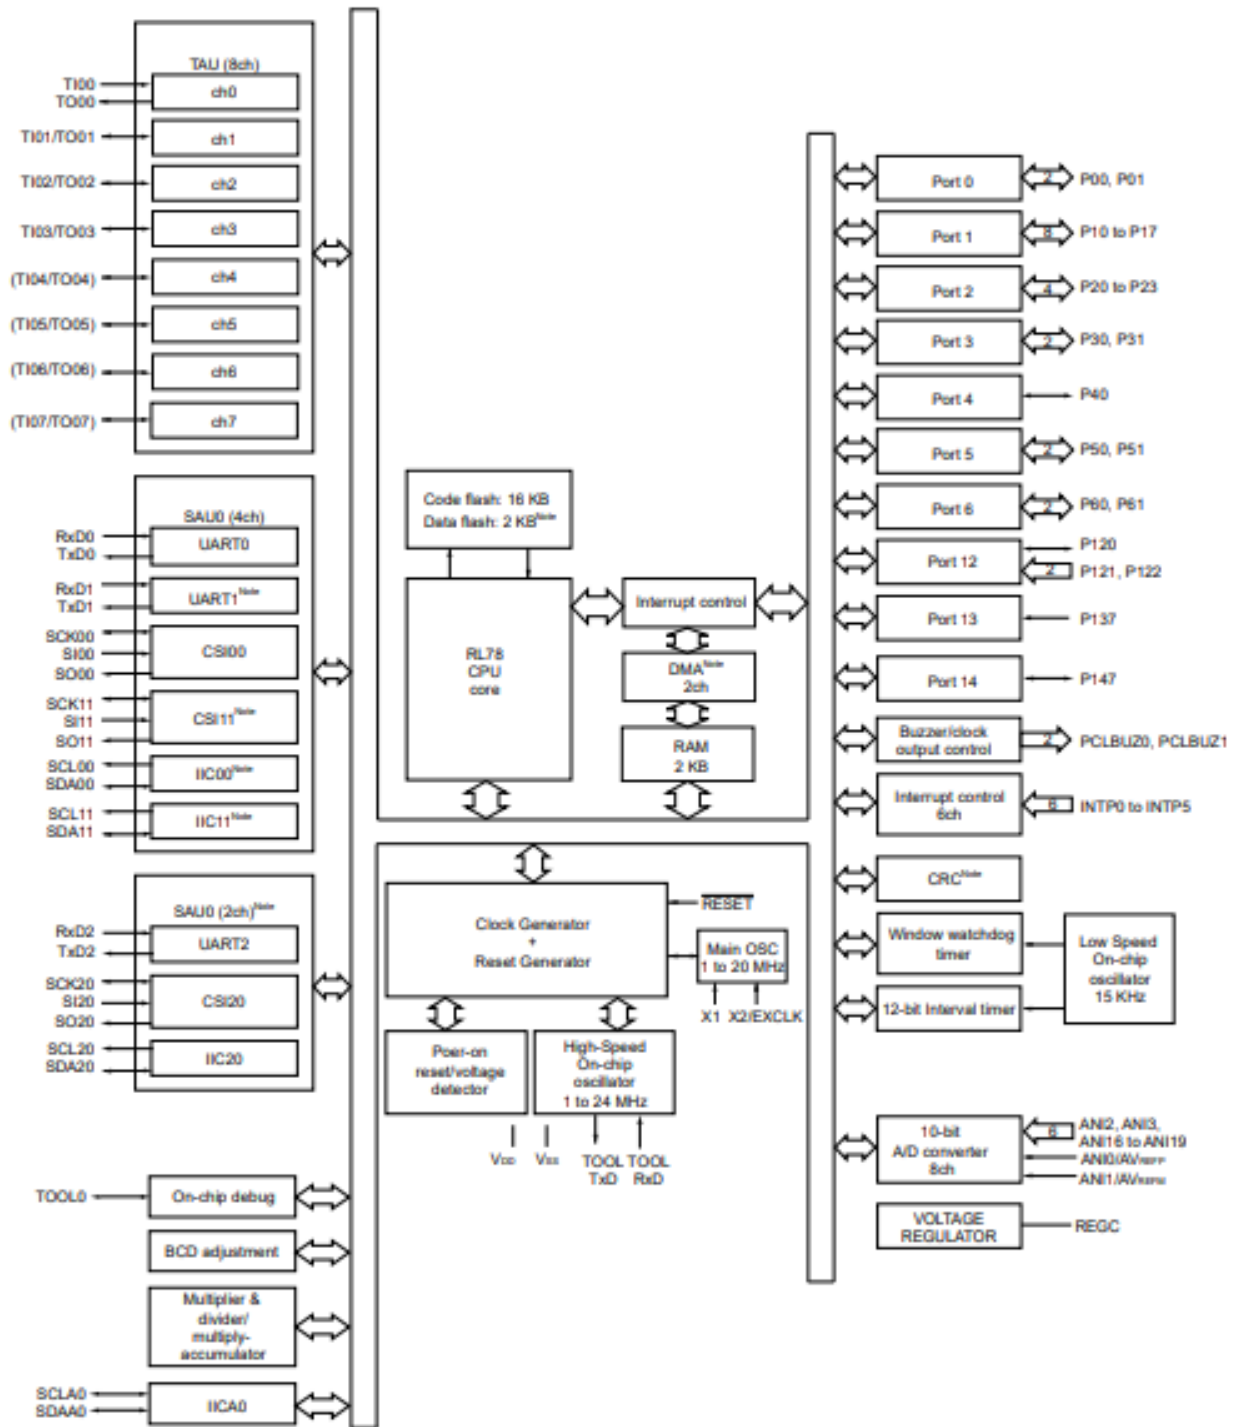 TAU (8ch)
TI00
TO00
ch0
TI01/TO01
ch1
TI02/TO02
ch2
TI03/TO03
ch3
(TI04/TO04)
ch4
(TI05/TO05)
ch5
(TI06/TO06)
ch6
(TI07/TO07)
ch7
SAU0 (4ch)
RxD0
TxD0
UART0
RxD1
TxD1
UART1Note
SCK00
SI00
SO00
CSI00
SCK11
SI11
SO11
CSI11Note
SCL00
SDA00
IIC00Note
SCL11
SDA11
IIC11Note
SAU0 (2ch)Note
RxD2
TxD2
UART2
SCK20
SI20
SO20
CSI20
SCL20
SDA20
IIC20
TOOL0
On-chip debug
BCD adjustment
Multiplier &
divider/
multiply-
accumulator
SCLA0
SDAA0
IICA0
Code flash: 16 KB
Data flash: 2 KBNote
RL78
CPU
core
Interrupt control
DMANote
2ch
RAM
2 KB
Clock Generator
+
Reset Generator
RESET
Main OSC
1 to 20 MHz
X1 X2/EXCLK
Poer-on
reset/voltage
detector
High-Speed
On-chip
oscillator
1 to 24 MHz
VDD
VSS
TOOL
TxD
TOOL
RxD
Port 0
2
P00, P01
Port 1
8
P10 to P17
Port 2
4
P20 to P23
Port 3
2
P30, P31
Port 4
P40
Port 5
2
P50, P51
Port 6
2
P60, P61
Port 12
P120
2
P121, P122
Port 13
P137
Port 14
P147
Buzzer/clock
output control
2
PCLBUZ0, PCLBUZ1
Interrupt control
6ch
6
INTP0 to INTP5
CRCNote
Window watchdog
timer
12-bit Interval timer
Low Speed
On-chip
oscillator
15 KHz
10-bit
A/D converter
8ch
6
ANI2, ANI3,
ANI16 to ANI19
ANI0/AVREFP
ANI1/AVREFM
VOLTAGE
REGULATOR
REGC